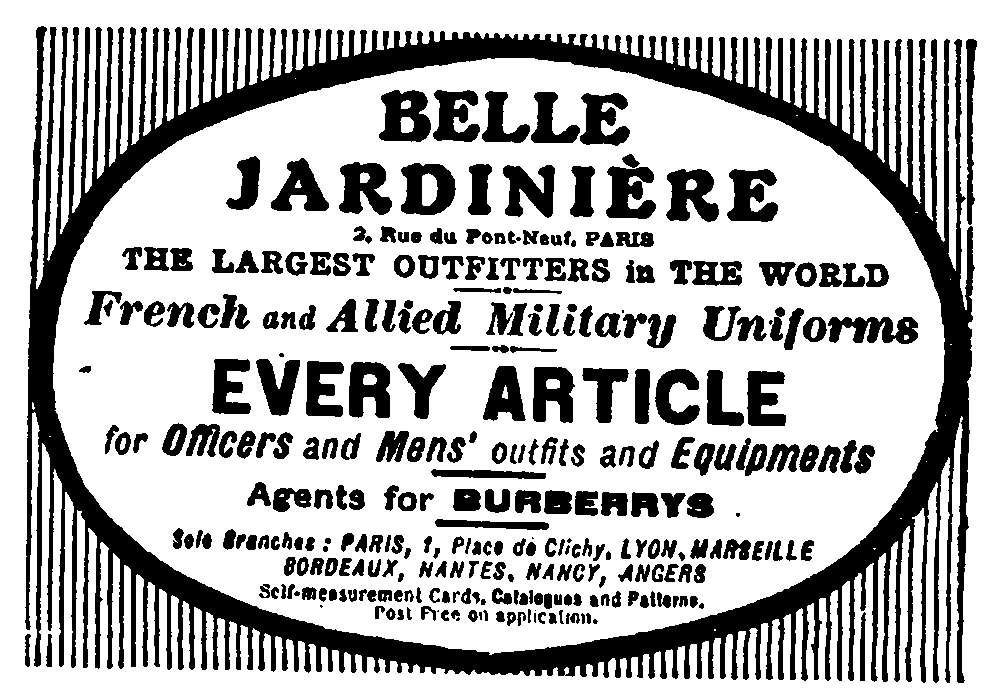 BELLE
JARDINIÈRE
2, Rue du Pont-Neuf, PARIS
THE LARGEST OUTFITTERS in THE WORLD
French and Allied Military Uniforms
EVERY ARTICLE
for Officers and Mens' outfits and Equipments
Agents for BURBERRYS
Sole Branches : PARIS, 1, Place de Clichy, LYON, MARSEILLE
BORDEAUX, NANTES, NANCY, ANGERS
Self-measurement Cards, Catalogues and Patterns,
Post Free on application.